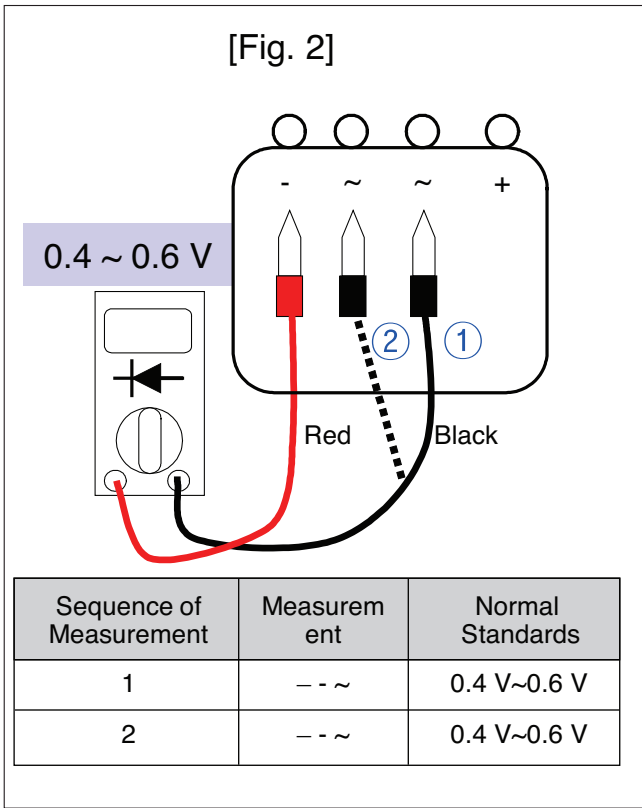 [Fig. 2]
- ~ ~ +
0.4 ~ 0.6 V
② ①
Red Black
Sequence of Measurement
Measurem
ent
Normal
Standards
1 – - ~ 0.4 V~0.6 V
2 – - ~ 0.4 V~0.6 V